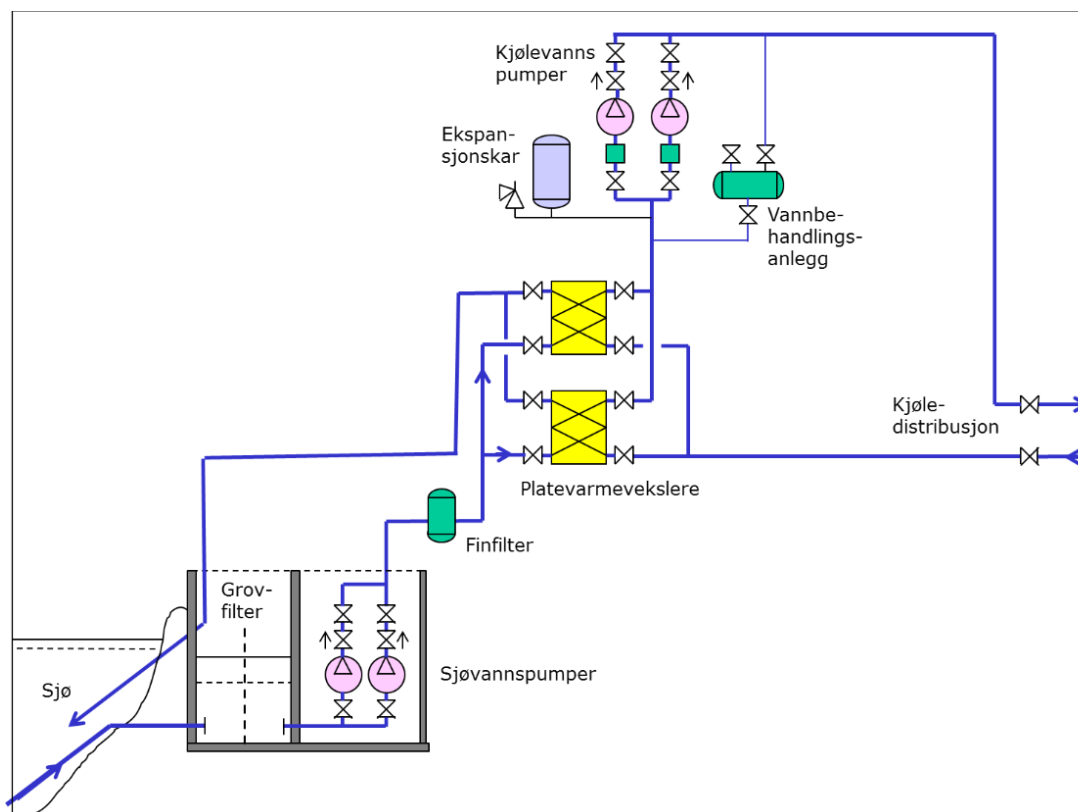 Kjølevanns
pumper
Ekspan-
sjonskar
Vannbe-
handlings-
anlegg
Kjøle-
distribusjon
Platevarmevekslere
Finfilter
Grov-
filter
Sjøvannspumper
Sjø